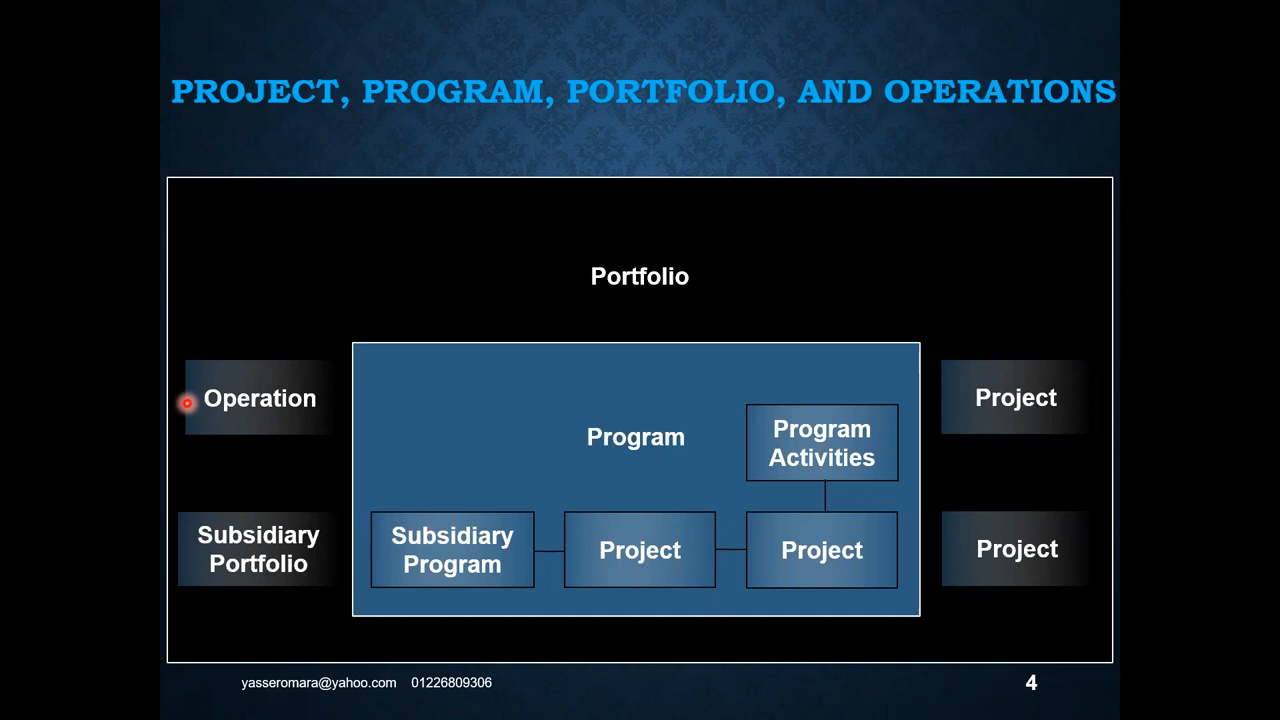 PROJECT, PROGRAM, PORTFOLIO, AND OPERATIONS
Portfolio
Operation
Project
Program
Program
Activities
Subsidiary
Portfolio
Subsidiary
Program
Project
Project
Project
yasseromara@yahoo.com 01226809306
4